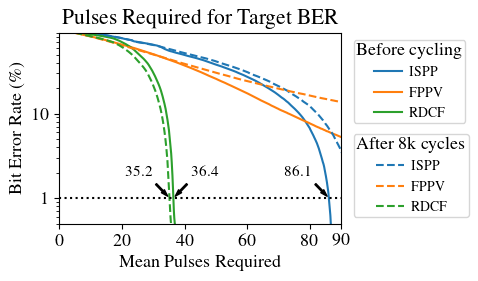 Pulses Required for Target BER
Bit Error Rate (%)
10
1
35.2
36.4
86.1
0
20
40
60
80
90
Mean Pulses Required
Before cycling
ISPP
FPPV
RDCF
After 8k cycles
ISPP
FPPV
RDCF